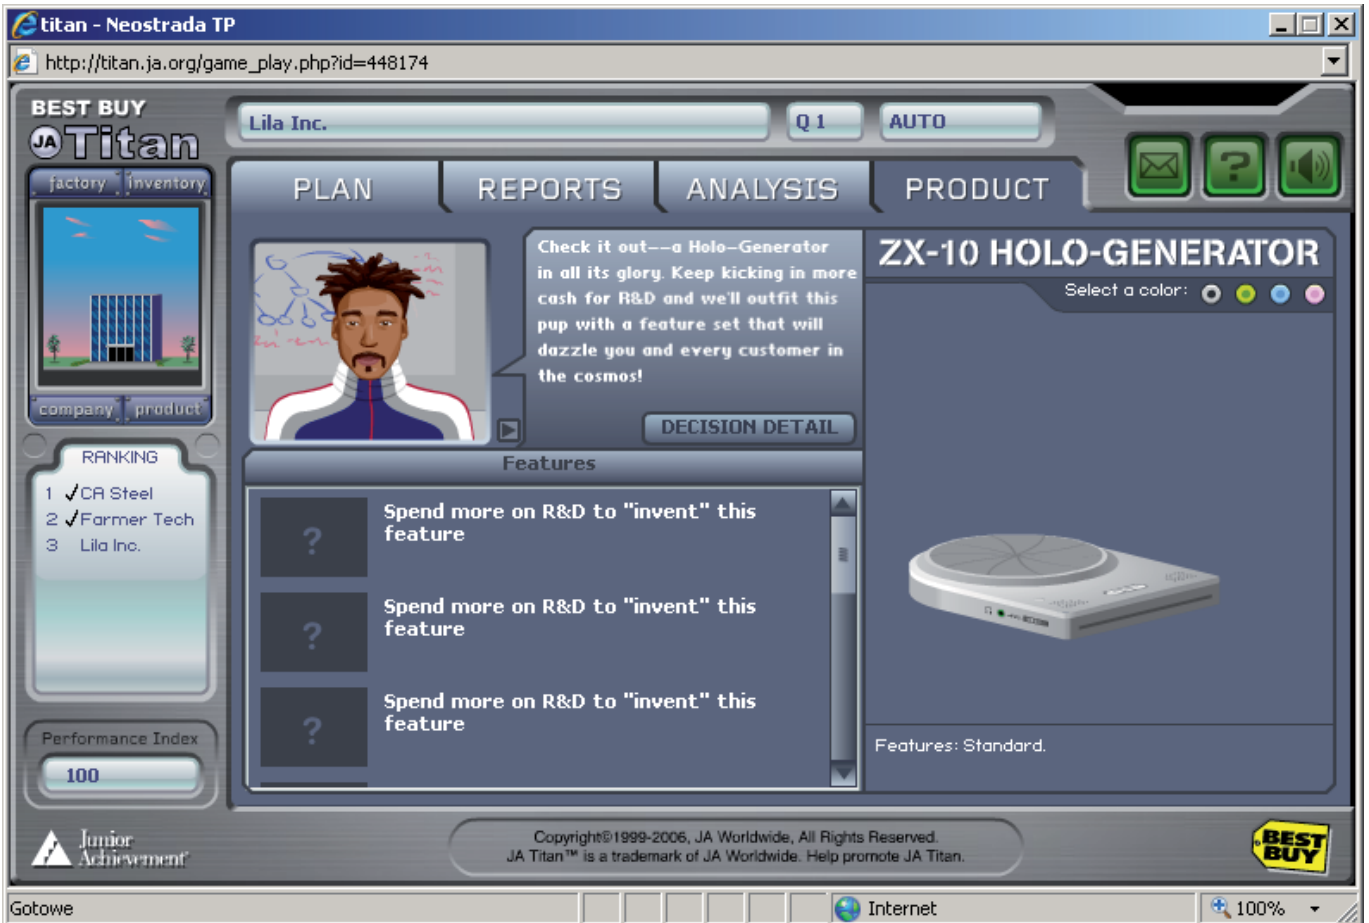 titan - Neostrada TP
http://titan.ja.org/game_play.php?id=448174
BEST BUY
JA Titan
Lila Inc.
Q 1
AUTO
factory inventory
PLAN
REPORTS
ANALYSIS
PRODUCT
Check it out--a Holo-Generator
in all its glory. Keep kicking in more
cash for R&D and we'll outfit this
pup with a feature set that will
dazzle you and every customer in
the cosmos!
DECISION DETAIL
ZX-10 HOLO-GENERATOR
Select a color:
company product
RANKING
1 CA Steel
2 Farmer Tech
3 Lila Inc.
Features
? Spend more on R&D to "invent" this
feature
? Spend more on R&D to "invent" this
feature
? Spend more on R&D to "invent" this
feature
Features: Standard.
Performance Index
100
Junior
Achievement
Copyright©1999-2006, JA Worldwide, All Rights Reserved.
JA Titan™ is a trademark of JA Worldwide. Help promote JA Titan.
BEST
BUY
Gotowe
Internet
100%